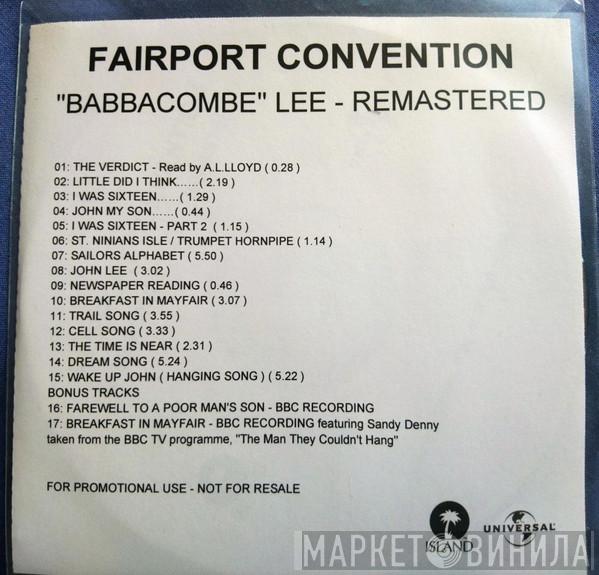 FAIRPORT CONVENTION
"BABBACOMBE" LEE - REMASTERED
01: THE VERDICT - Read by A.L.LLOYD ( 0.28 )
02: LITTLE DID I THINK......( 2.19 )
03: I WAS SIXTEEN......( 1.29 )
04: JOHN MY SON......( 0.44 )
05: I WAS SIXTEEN - PART 2 ( 1.15 )
06: ST. NINIANS ISLE / TRUMPET HORNPIPE ( 1.14 )
07: SAILORS ALPHABET ( 5.50 )
08: JOHN LEE ( 3.02 )
09: NEWSPAPER READING ( 0.46 )
10: BREAKFAST IN MAYFAIR ( 3.07 )
11: TRAIL SONG ( 3.55 )
12: CELL SONG ( 3.33 )
13: THE TIME IS NEAR ( 2.31 )
14: DREAM SONG ( 5.24 )
15: WAKE UP JOHN ( HANGING SONG ) ( 5.22 )
BONUS TRACKS
16: FAREWELL TO A POOR MAN'S SON - BBC RECORDING
17: BREAKFAST IN MAYFAIR - BBC RECORDING featuring Sandy Denny
taken from the BBC TV programme, "The Man They Couldn't Hang"
FOR PROMOTIONAL USE - NOT FOR RESALE
ISLAND
UNIVERSAL
МАРКЕТ ВИНИЛА